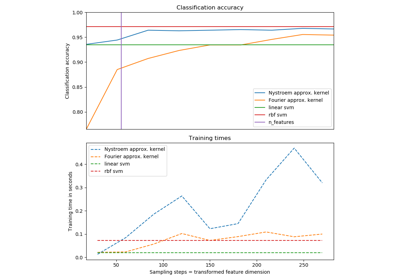 Classification accuracy
1.00
0.95
0.90
0.85
0.80
Classification accuracy
Nystroem approx. kernel
Fourier approx. kernel
linear svm
rbf svm
n_features
Training times
Nystroem approx. kernel
Fourier approx. kernel
linear svm
rbf svm
0.4
0.3
0.2
0.1
0.0
Training time in seconds
50
100
150
200
250
Sampling steps = transformed feature dimension